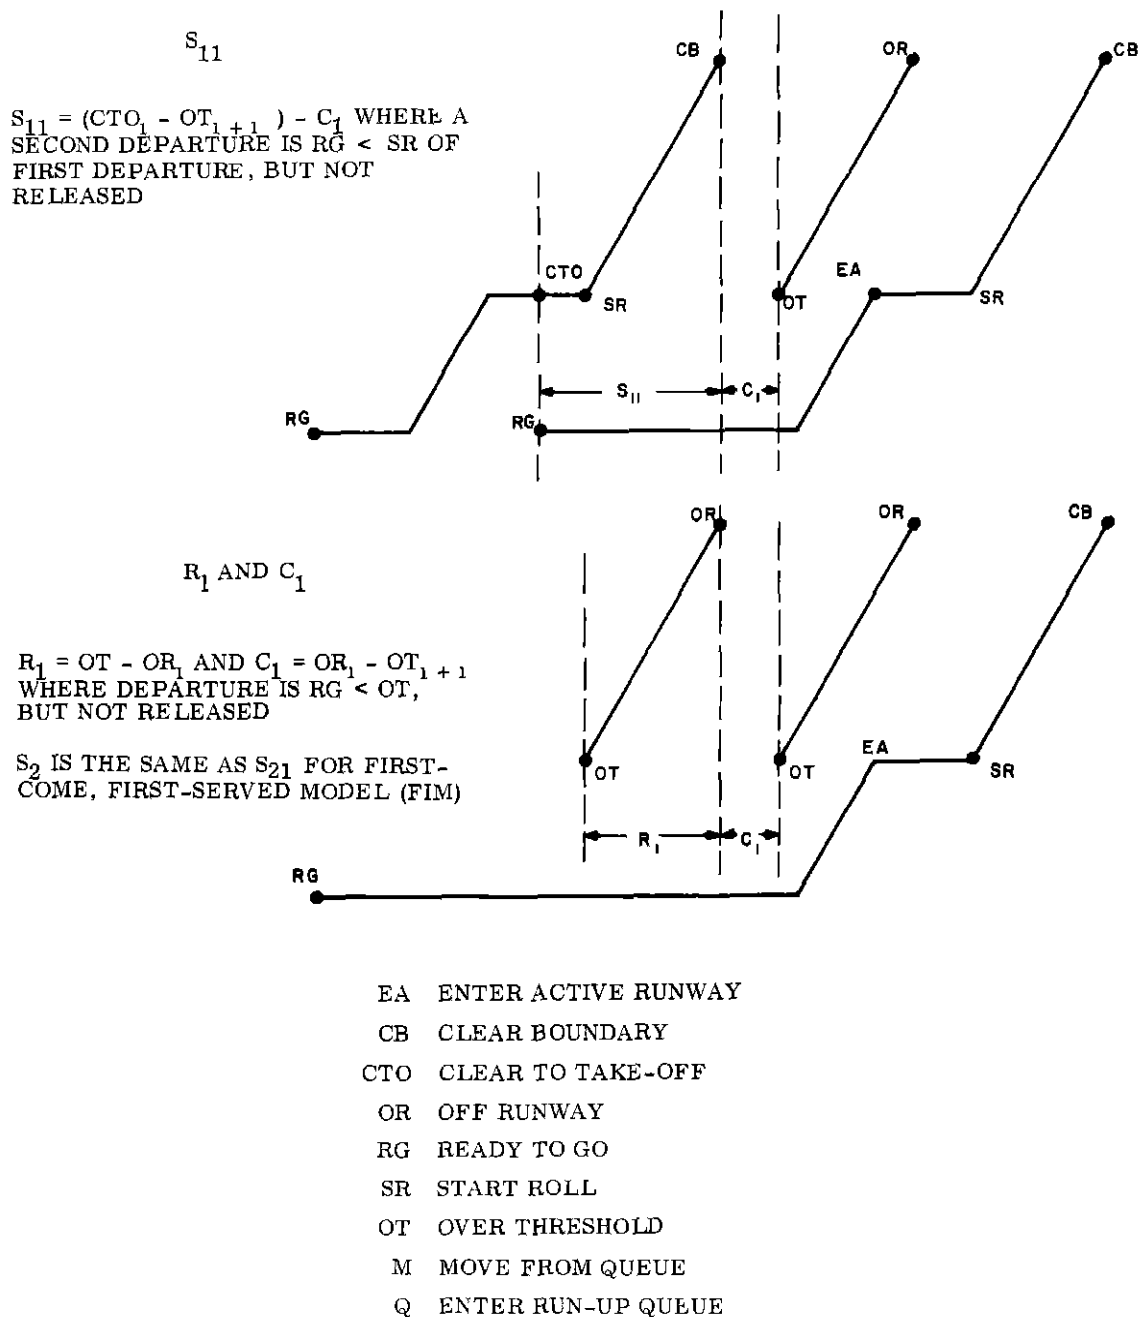 S11
S11 = (CTO1 - OT1 + 1 ) - C1 WHERE A
SECOND DEPARTURE IS RG < SR OF
FIRST DEPARTURE, BUT NOT
RELEASED
CB
OR
CB
CTO
SR
EA
OT
SR
S11
C1
RG
RG
R1 AND C1
R1 = OT - OR1 AND C1 = OR1 - OT1 + 1
WHERE DEPARTURE IS RG < OT,
BUT NOT RELEASED
S2 IS THE SAME AS S21 FOR FIRST-
COME, FIRST-SERVED MODEL (FIM)
OR
OR
CB
OT
OT
EA
SR
R1
C1
RG
EA ENTER ACTIVE RUNWAY
CB CLEAR BOUNDARY
CTO CLEAR TO TAKE-OFF
OR OFF RUNWAY
RG READY TO GO
SR START ROLL
OT OVER THRESHOLD
M MOVE FROM QUEUE
Q ENTER RUN-UP QUEUE